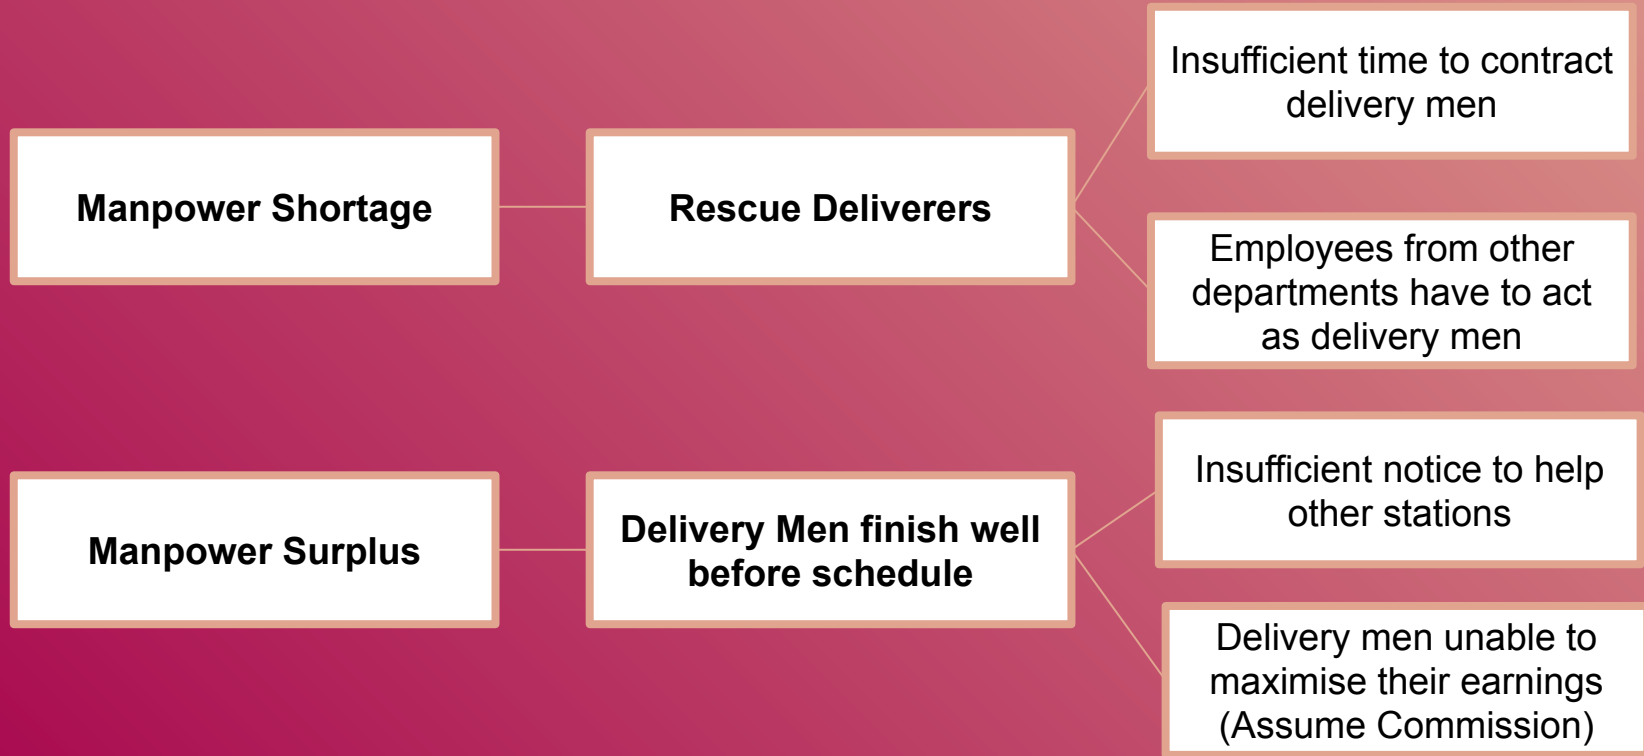 Manpower Shortage
Rescue Deliverers
Insufficient time to contract
delivery men
Employees from other
departments have to act
as delivery men
Manpower Surplus
Delivery Men finish well
before schedule
Insufficient notice to help
other stations
Delivery men unable to
maximise their earnings
(Assume Commission)